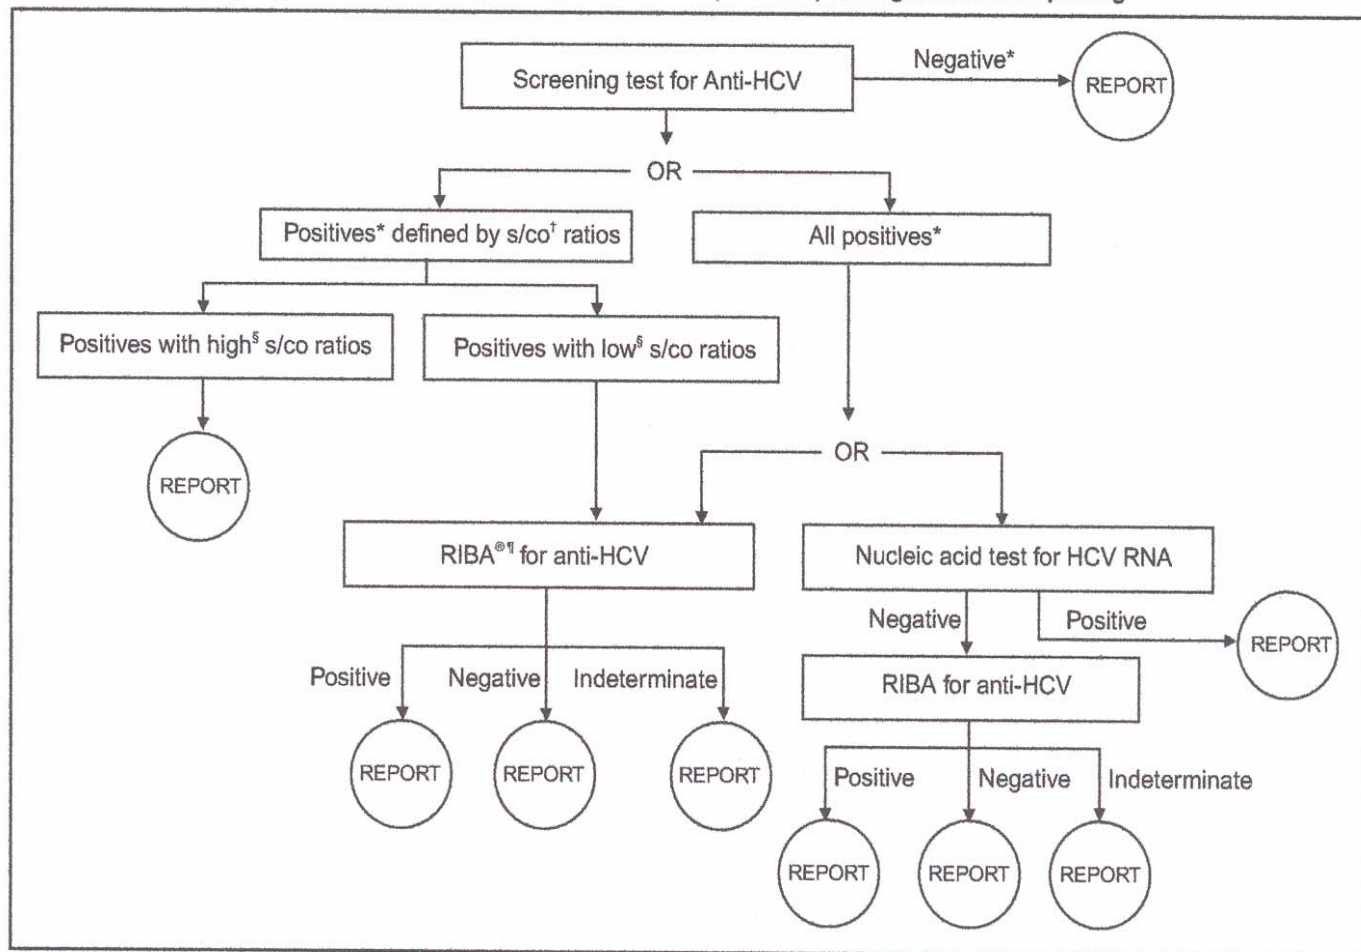 Screening test for Anti-HCV
Negative*
REPORT
OR
Positives* defined by s/co† ratios
All positives*
Positives with high§ s/co ratios
Positives with low§ s/co ratios
REPORT
OR
RIBA®¶ for anti-HCV
Nucleic acid test for HCV RNA
Negative
Positive
REPORT
RIBA for anti-HCV
Positive
Negative
Indeterminate
REPORT
REPORT
REPORT
Positive
Negative
Indeterminate
REPORT
REPORT
REPORT